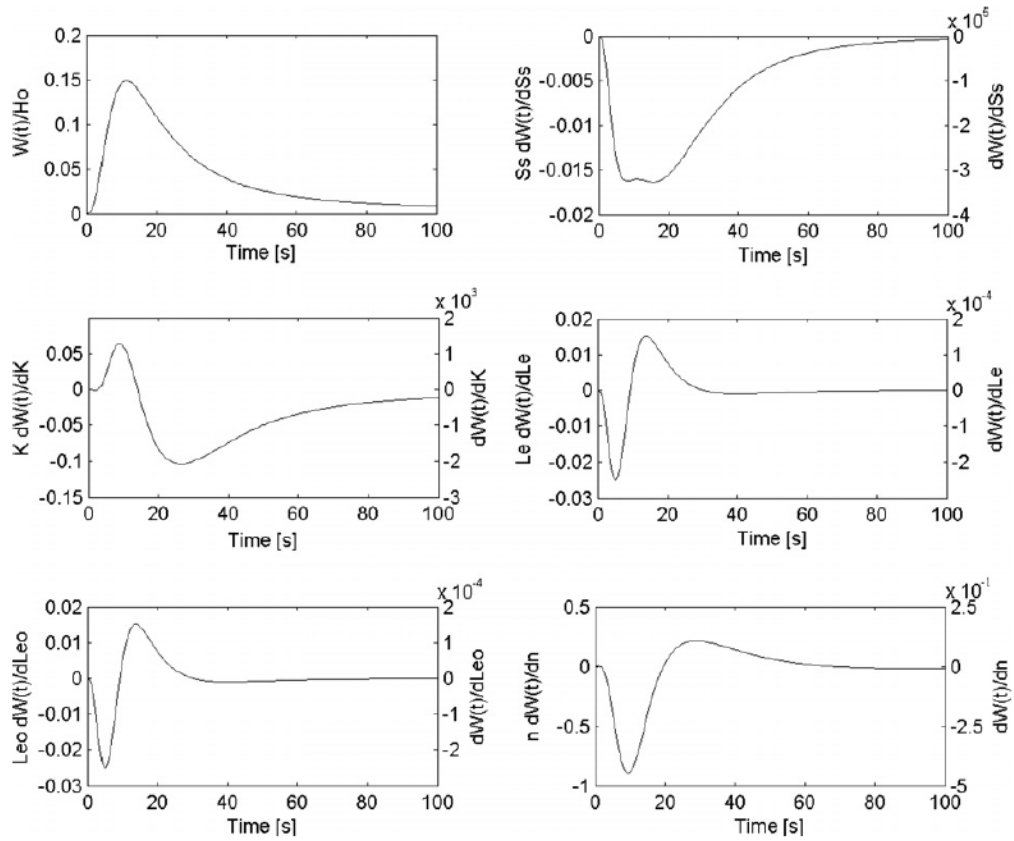 0.2
0.15
0.1
0.05
0
W(t)/Ho
0 20 40 60 80 100
Time [s]
x 10^5
0
-0.005
-0.01
-0.015
-0.02
Ss dW(t)/dSs
0
-1
-2
-3
-4
dW(t)/dSs
0 20 40 60 80 100
Time [s]
x 10^3
0.05
0
-0.05
-0.1
-0.15
K dW(t)/dK
2
1
0
-1
-2
-3
dW(t)/dK
0 20 40 60 80 100
Time [s]
x 10^-4
0.02
0.01
0
-0.01
-0.02
-0.03
Le dW(t)/dLe
2
1
0
-1
-2
dW(t)/dLe
0 20 40 60 80 100
Time [s]
x 10^-4
0.02
0.01
0
-0.01
-0.02
-0.03
Leo dW(t)/dLeo
2
1
0
-1
-2
dW(t)/dLeo
0 20 40 60 80 100
Time [s]
x 10^-1
0.5
0
-0.5
-1
n dW(t)/dn
2.5
0
-2.5
-5
dW(t)/dn
0 20 40 60 80 100
Time [s]